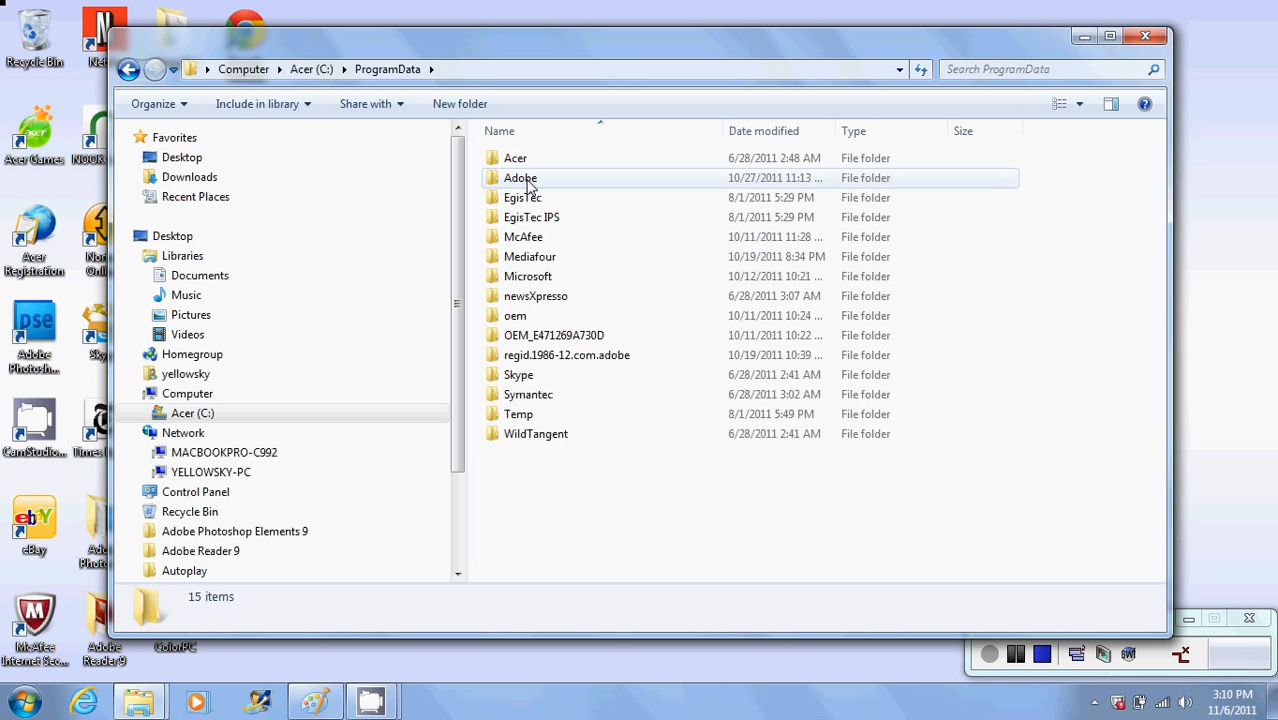 Computer Acer (C:) ProgramData Search ProgramData
Organize Include in library Share with New folder
Favorites
Desktop
Downloads
Recent Places
Desktop
Libraries
Documents
Music
Pictures
Videos
Homegroup
yellowsky
Computer
Acer (C:)
Network
MACBOOKPRO-C992
YELLOWSKY-PC
Control Panel
Recycle Bin
Adobe Photoshop Elements 9
Adobe Reader 9
Autoplay
Name Date modified Type Size
Acer 6/28/2011 2:48 AM File folder
Adobe 10/27/2011 11:13 ... File folder
EgisTec 8/1/2011 5:29 PM File folder
EgisTec IPS 8/1/2011 5:29 PM File folder
McAfee 10/11/2011 11:28 ... File folder
Mediafour 10/19/2011 8:34 PM File folder
Microsoft 10/12/2011 10:21 ... File folder
newsXpresso 6/28/2011 3:07 AM File folder
oem 10/11/2011 10:24 ... File folder
OEM_E471269A730D 10/11/2011 10:22 ... File folder
regid.1986-12.com.adobe 10/19/2011 10:39 ... File folder
Skype 6/28/2011 2:41 AM File folder
Symantec 6/28/2011 3:02 AM File folder
Temp 8/1/2011 5:49 PM File folder
WildTangent 6/28/2011 2:41 AM File folder
15 items
Recycle Bin
Acer Games
NOOK
Acer
Registration
Nor
Onli
pse
Adobe
Photosh...
Sky
CamStudio...
Times
ebY
eBay
Ado
Photo
McAfee
Internet Sec...
Adobe
Reader 9
ColorPC
3:10 PM
11/6/2011